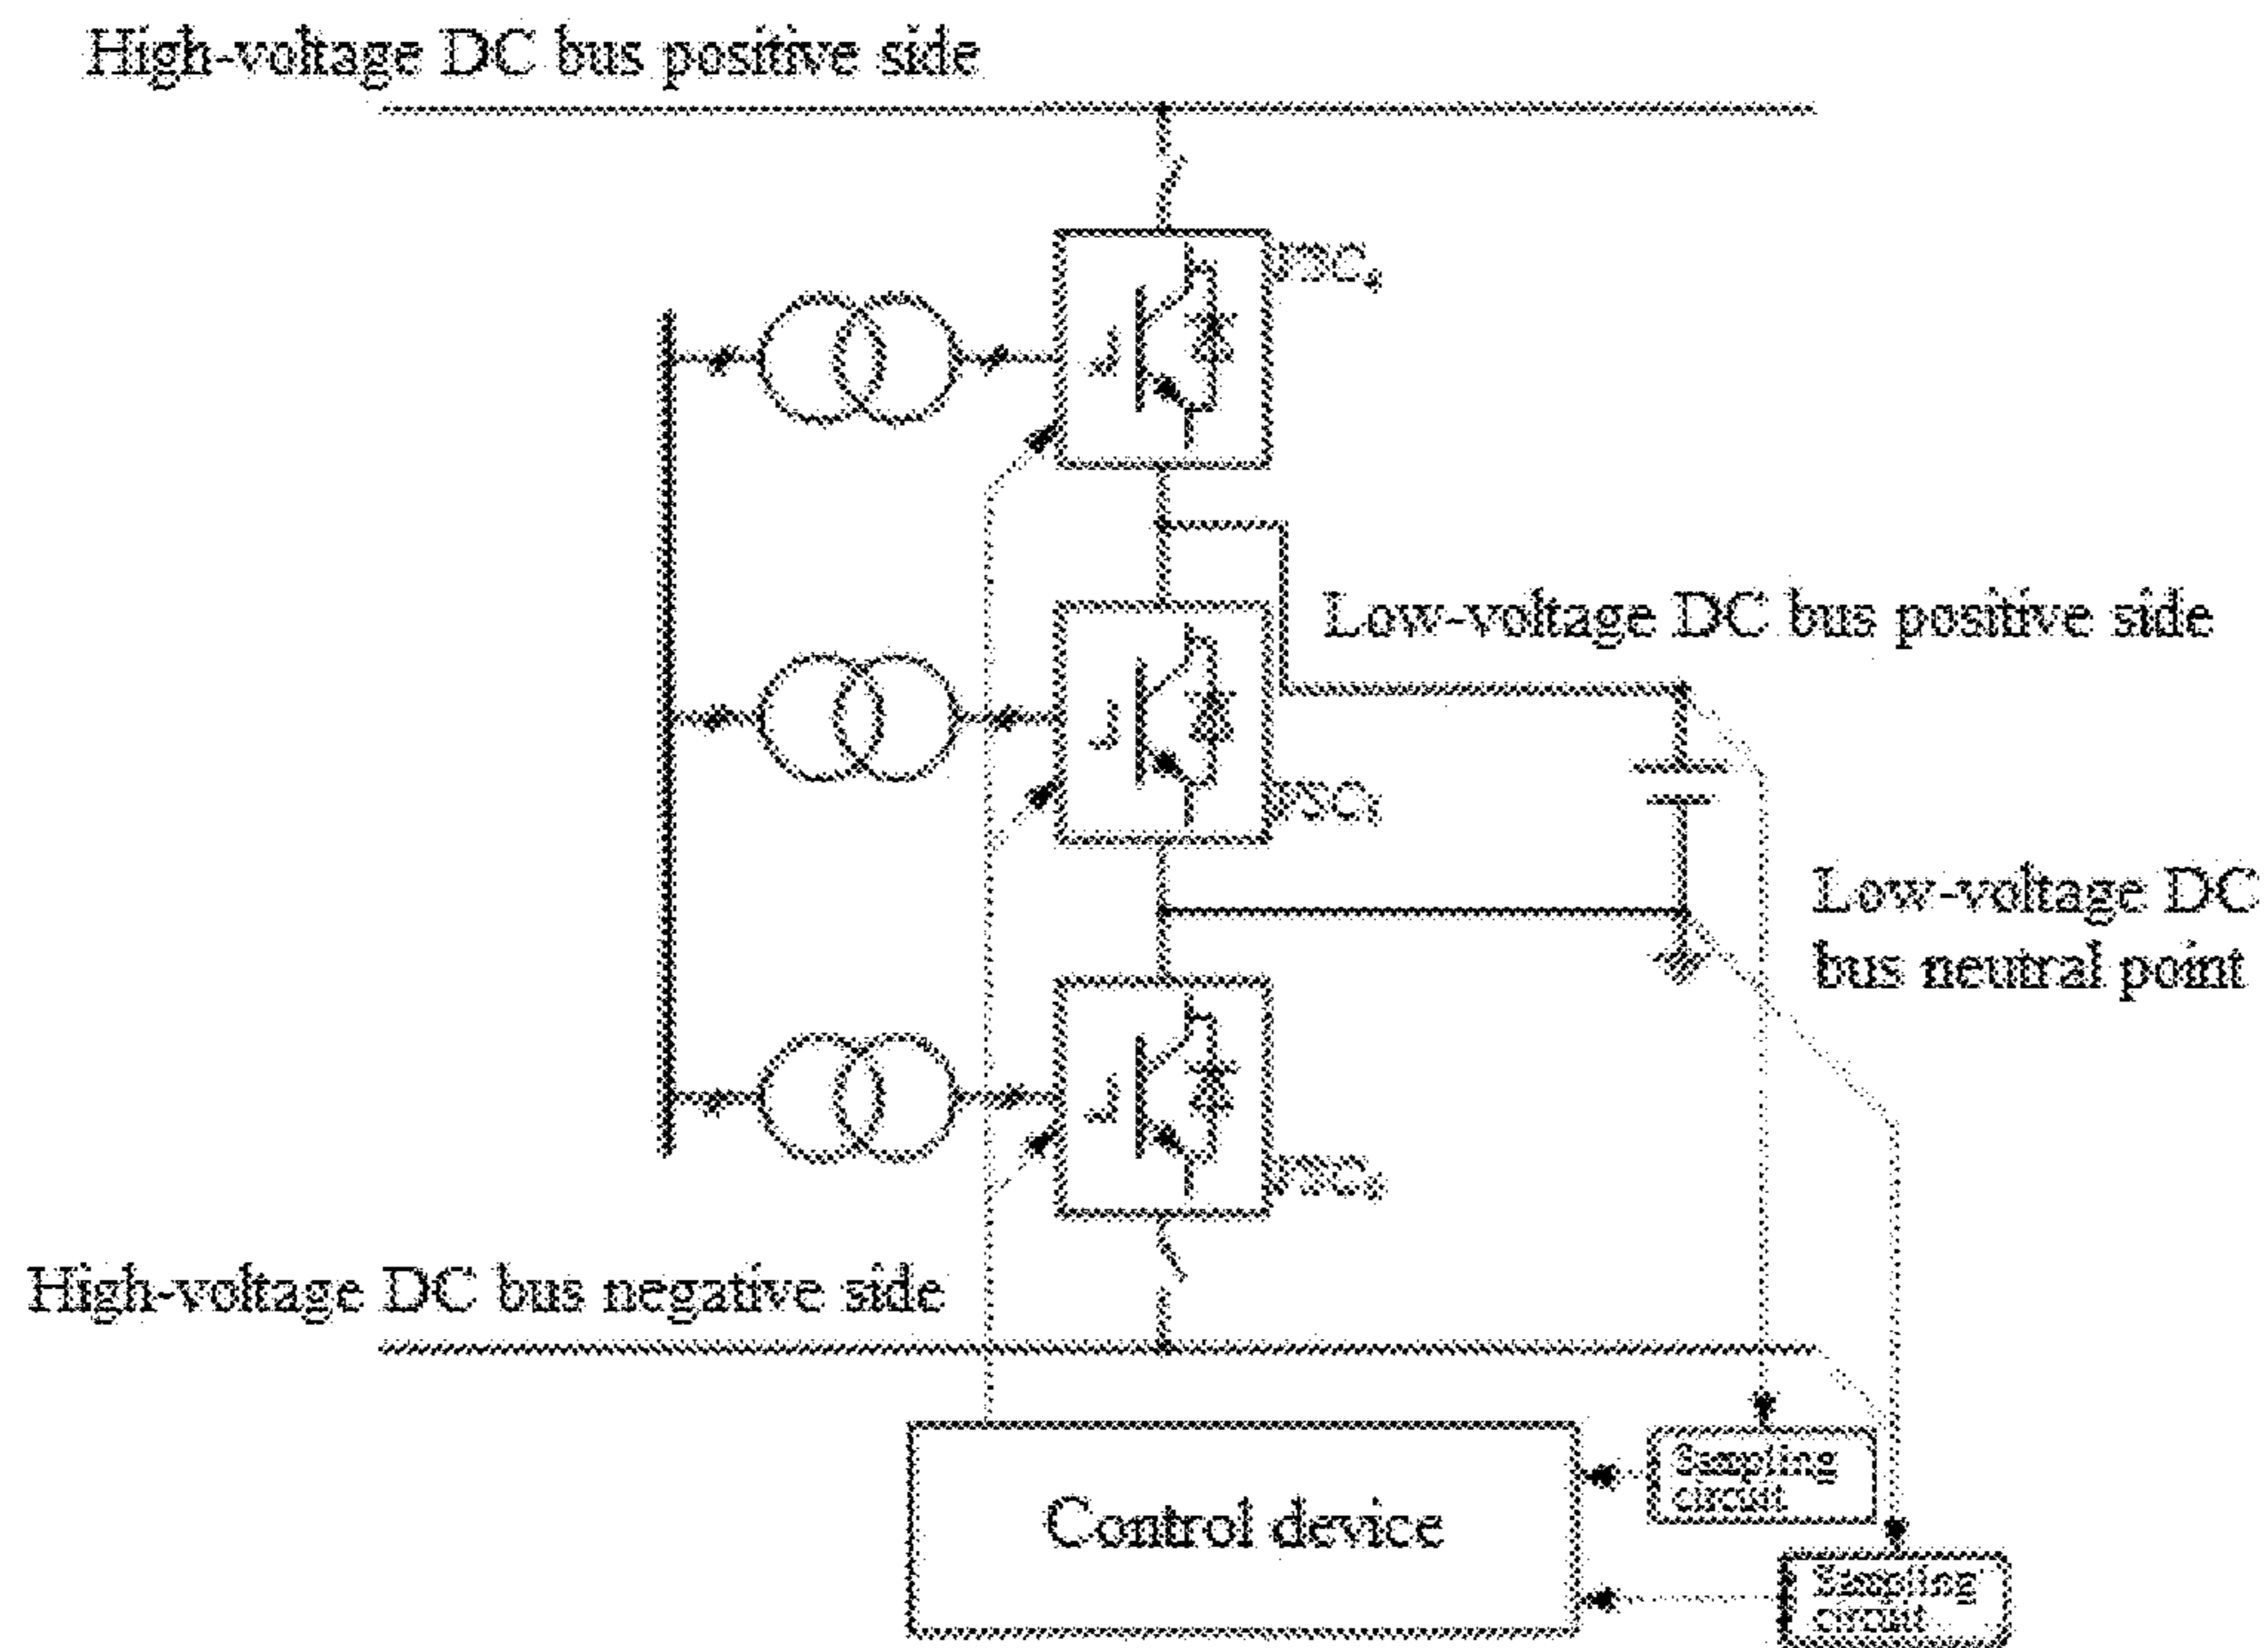 High-voltage DC bus positive side
Low-voltage DC bus positive side
Low-voltage DC
bus neutral point
High-voltage DC bus negative side
Sampling
circuit
Control device
Sampling
circuit